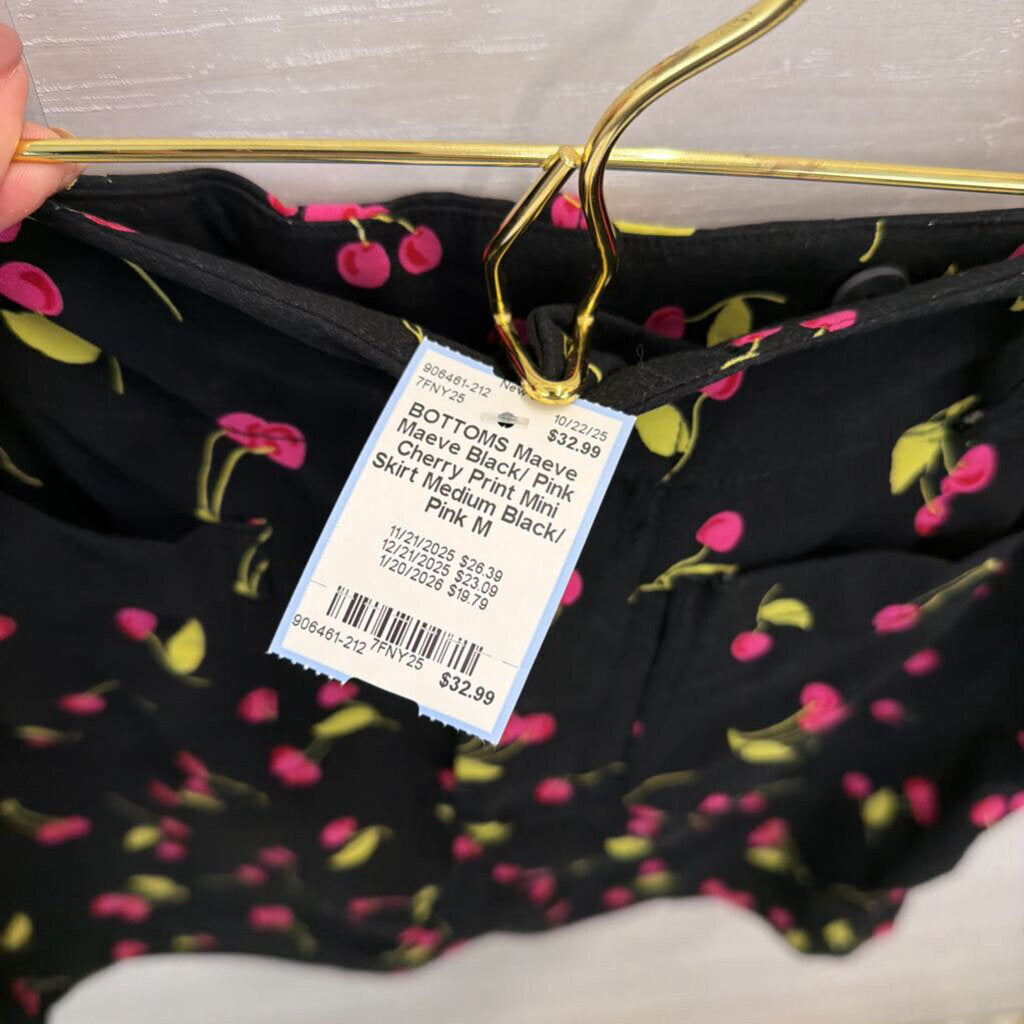 906461-212 New
7FNY25 10/22/25
$32.99
BOTTOMS Maeve
Maeve Black/ Pink
Cherry Print Mini
Skirt Medium Black/
Pink M
11/21/2025 $26.39
12/21/2025 $23.09
1/20/2026 $19.79
906461-212 7FNY25
$32.99